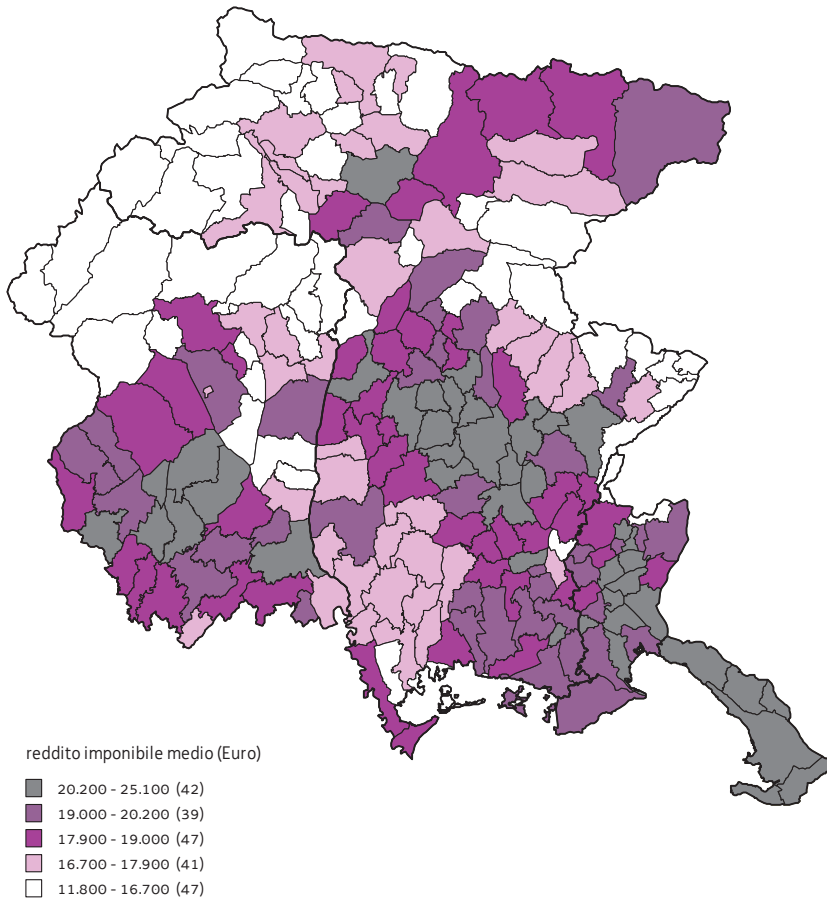 reddito imponibile medio (Euro)
20.200 - 25.100 (42)
19.000 - 20.200 (39)
17.900 - 19.000 (47)
16.700 - 17.900 (41)
11.800 - 16.700 (47)